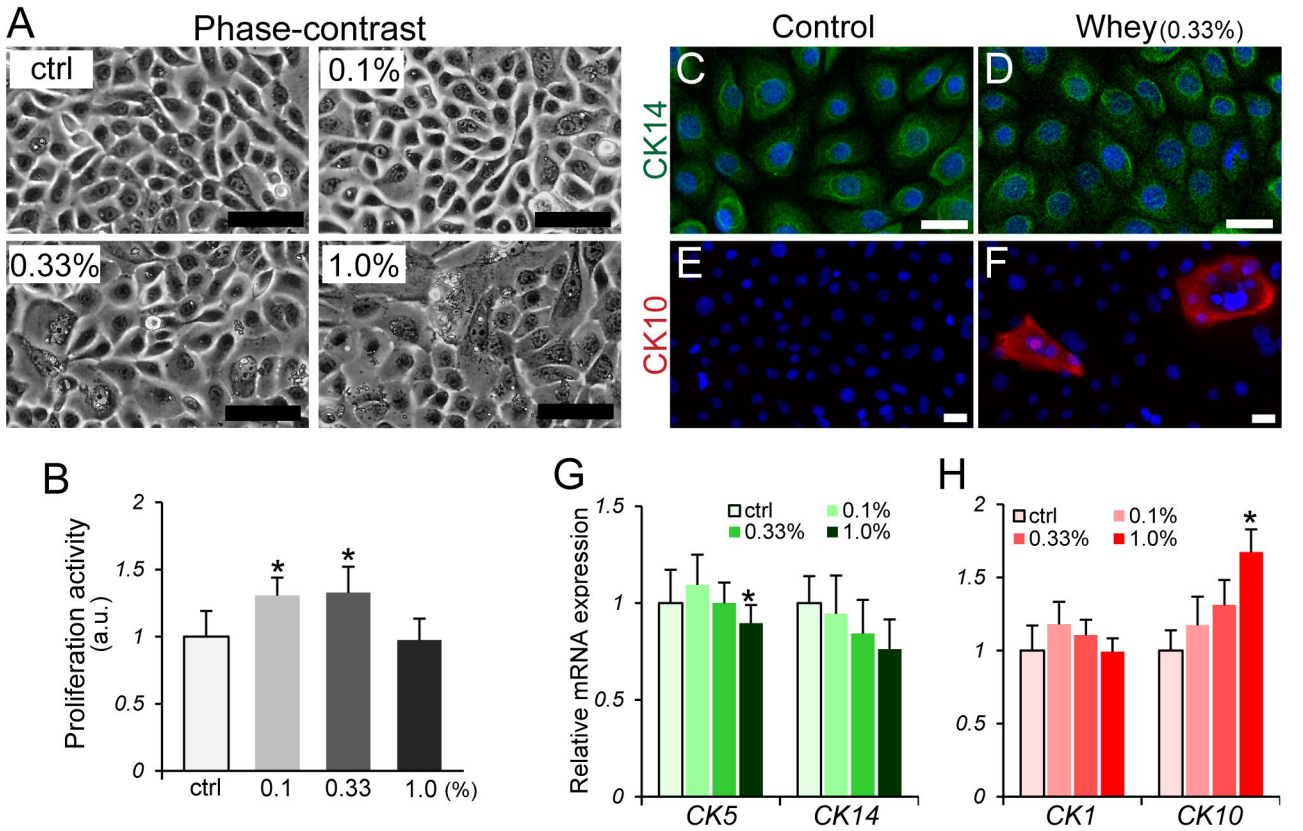 A
Phase-contrast
ctrl
0.1%
0.33%
1.0%
Control
Whey(0.33%)
CK14
C
D
CK10
E
F
B
Proliferation activity
(a.u.)
2
1.5
1
0.5
0
*
*
ctrl
0.1
0.33
1.0 (%)
G
Relative mRNA expression
1.5
1
0.5
0
ctrl
0.1%
0.33%
1.0%
*
CK5
CK14
H
2
1.5
1
0.5
0
ctrl
0.1%
0.33%
1.0%
*
CK1
CK10